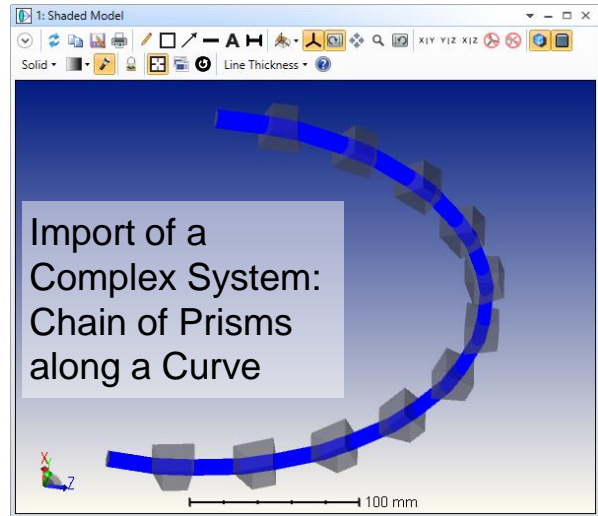 1: Shaded Model
A X|Y Y|Z X|Z
Solid Line Thickness
Import of a
Complex System:
Chain of Prisms
along a Curve
X
Z
100 mm